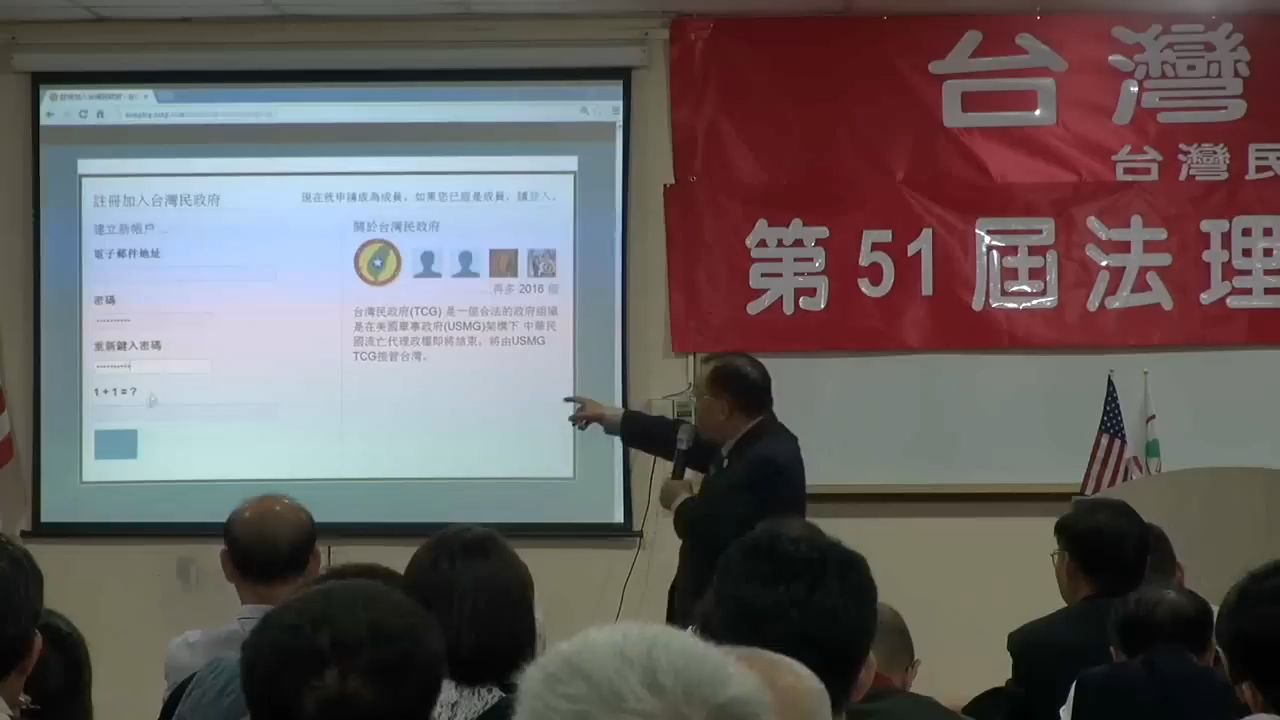 註冊加入台灣民政府
現在就申請成為成員。如果您已經是成員，請登入。
建立新帳戶 ...
電子郵件地址
密碼
重新鍵入密碼
1 + 1 = ?
關於台灣民政府
...再多 2016 個
台灣民政府(TCG) 是一個合法的政府組織
是在美國軍事政府(USMG)架構下 中華民
國流亡代理政權即將結束。將由USMG
TCG接管台灣。
台灣
台灣民
第51屆法理